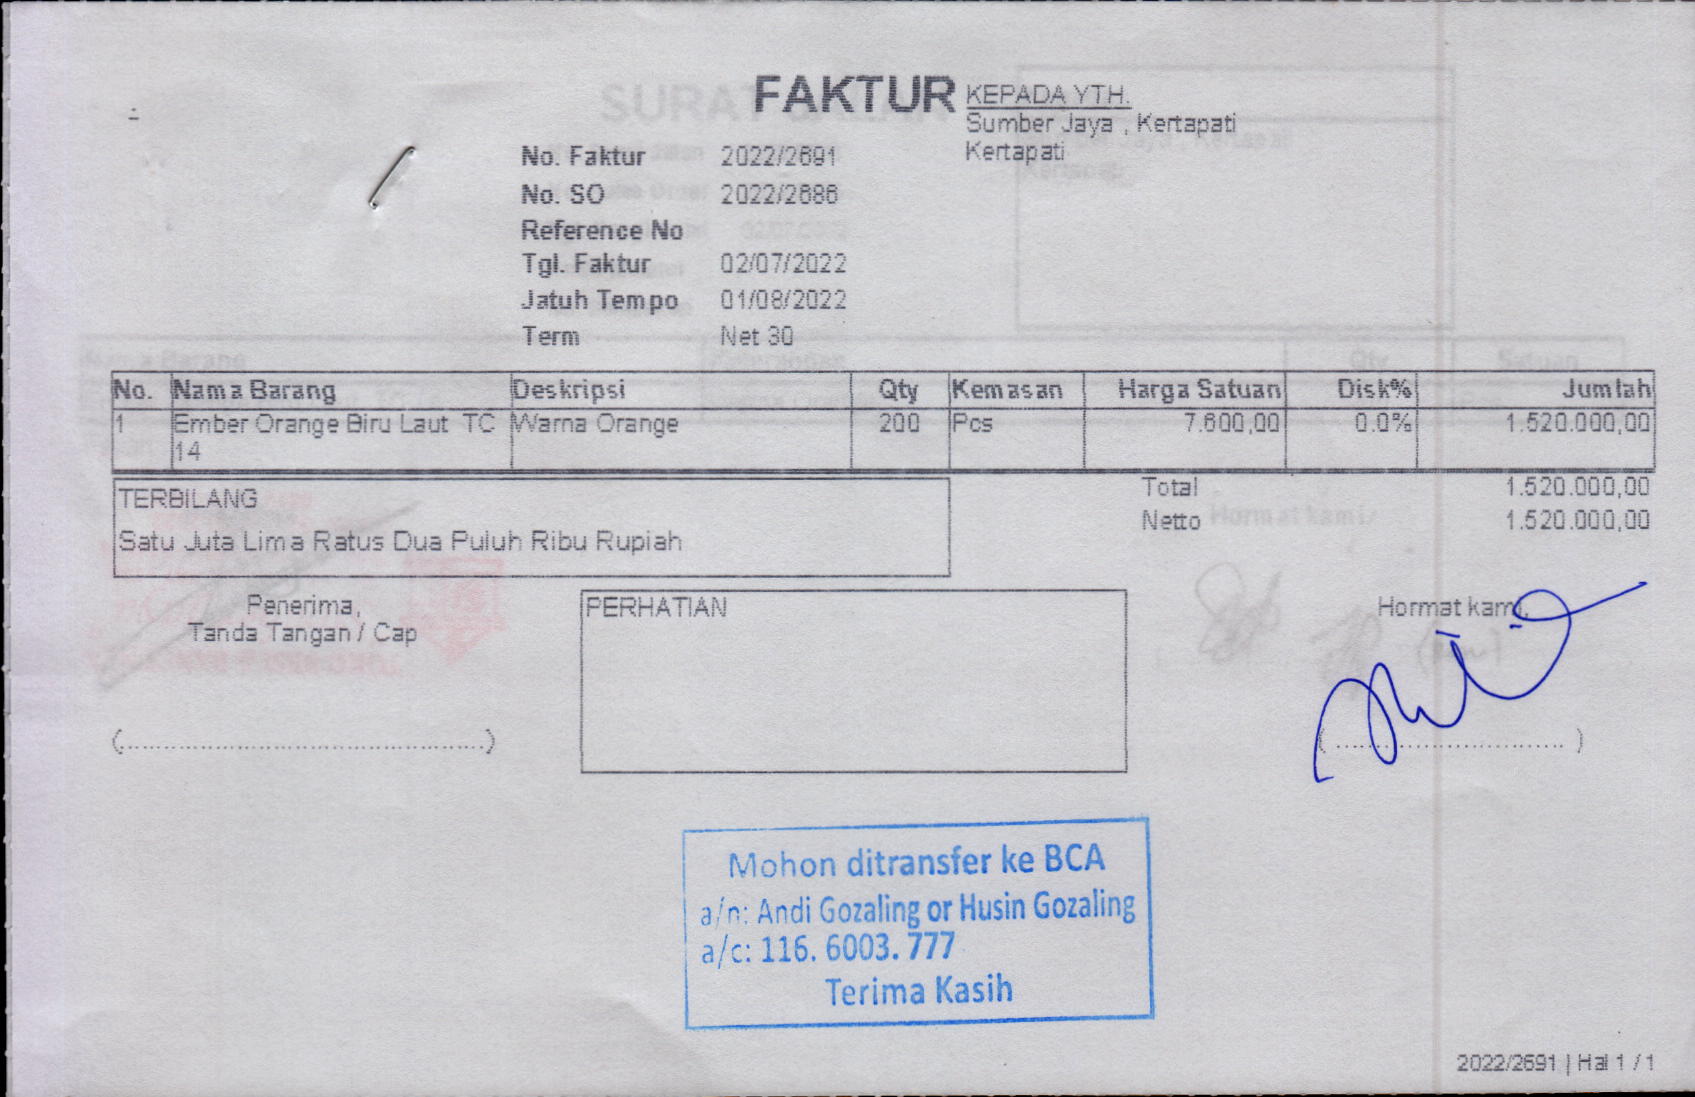 FAKTUR
KEPADA YTH.
Sumber Jaya , Kertapati
Kertapati
No. Faktur 2022/2691
No. SO 2022/2686
Reference No
Tgl. Faktur 02/07/2022
Jatuh Tempo 01/08/2022
Term Net 30
No. Nama Barang Deskripsi Qty Kemasan Harga Satuan Disk% Jumlah
1 Ember Orange Biru Laut TC Warna Orange 200 Pcs 7.600,00 0.0% 1.520.000,00
14
TERBILANG
Satu Juta Lima Ratus Dua Puluh Ribu Rupiah
Total 1.520.000,00
Netto 1.520.000,00
Penerima,
Tanda Tangan / Cap
PERHATIAN
Hormat kami,
(..............................................)
( ............................. )
Mohon ditransfer ke BCA
a/n: Andi Gozaling or Husin Gozaling
a/c: 116. 6003. 777
Terima Kasih
2022/2691 | Hal 1 / 1